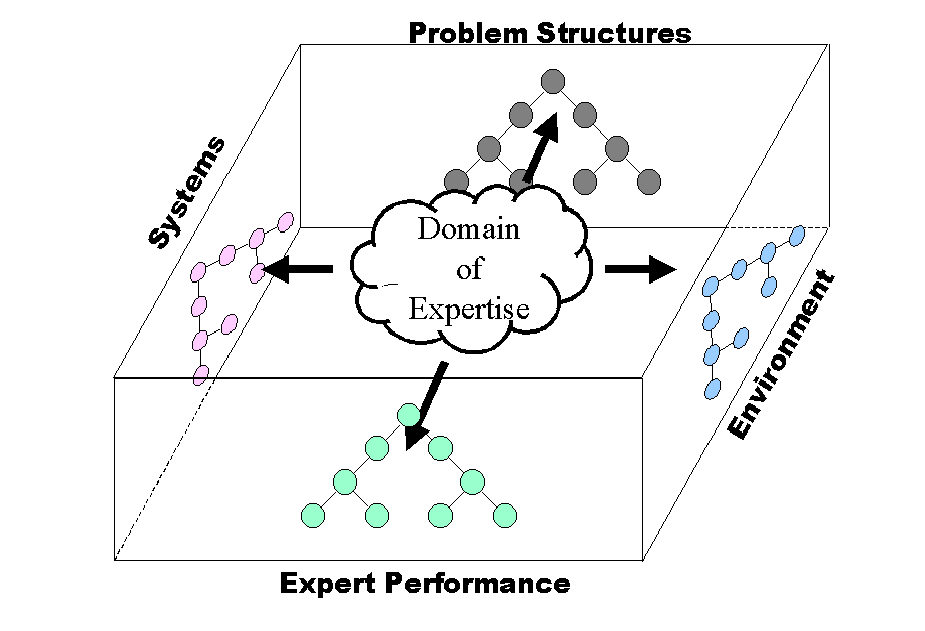 Problem Structures
Systems
Domain
of
Expertise
Environment
Expert Performance